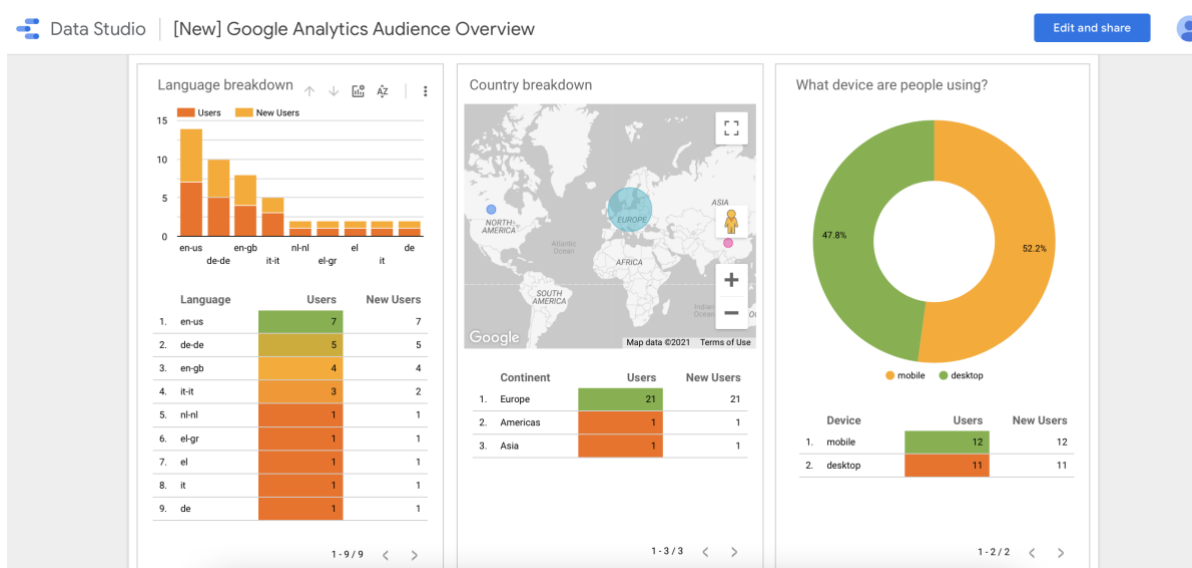 Data Studio [New] Google Analytics Audience Overview Edit and share
Language breakdown
Users New Users
15
10
5
0
en-us en-gb nl-nl el de
de-de it-it el-gr it
Language Users New Users
1. en-us 7 7
2. de-de 5 5
3. en-gb 4 4
4. it-it 3 2
5. nl-nl 1 1
6. el-gr 1 1
7. el 1 1
8. it 1 1
9. de 1 1
1 - 9 / 9
Country breakdown
NORTH AMERICA
EUROPE
ASIA
Atlantic
Ocean
AFRICA
SOUTH
AMERICA
Indian
Ocean
Google
Map data ©2021 Terms of Use
Continent Users New Users
1. Europe 21 21
2. Americas 1 1
3. Asia 1 1
1 - 3 / 3
What device are people using?
47.8%
52.2%
mobile desktop
Device Users New Users
1. mobile 12 12
2. desktop 11 11
1 - 2 / 2